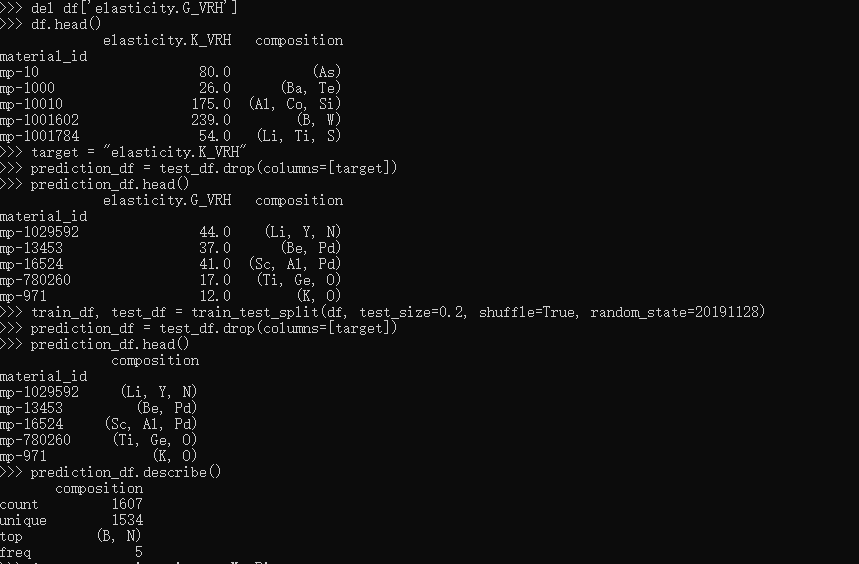 >>> del df['elasticity.G_VRH']
>>> df.head()
elasticity.K_VRH composition
material_id
mp-10 80.0 (As)
mp-1000 26.0 (Ba, Te)
mp-10010 175.0 (Al, Co, Si)
mp-1001602 239.0 (B, W)
mp-1001784 54.0 (Li, Ti, S)
>>> target = "elasticity.K_VRH"
>>> prediction_df = test_df.drop(columns=[target])
>>> prediction_df.head()
elasticity.G_VRH composition
material_id
mp-1029592 44.0 (Li, Y, N)
mp-13453 37.0 (Be, Pd)
mp-16524 41.0 (Sc, Al, Pd)
mp-780260 17.0 (Ti, Ge, O)
mp-971 12.0 (K, O)
>>> train_df, test_df = train_test_split(df, test_size=0.2, shuffle=True, random_state=20191128)
>>> prediction_df = test_df.drop(columns=[target])
>>> prediction_df.head()
composition
material_id
mp-1029592 (Li, Y, N)
mp-13453 (Be, Pd)
mp-16524 (Sc, Al, Pd)
mp-780260 (Ti, Ge, O)
mp-971 (K, O)
>>> prediction_df.describe()
composition
count 1607
unique 1534
top (B, N)
freq 5